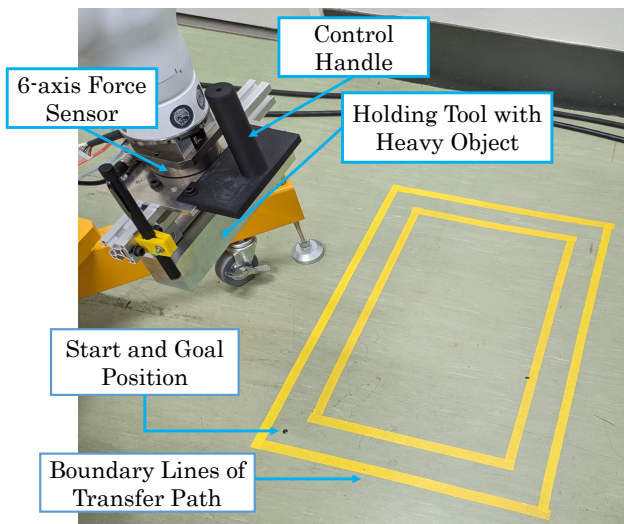 Control
Handle
6-axis Force
Sensor
Holding Tool with
Heavy Object
Start and Goal
Position
Boundary Lines of
Transfer Path